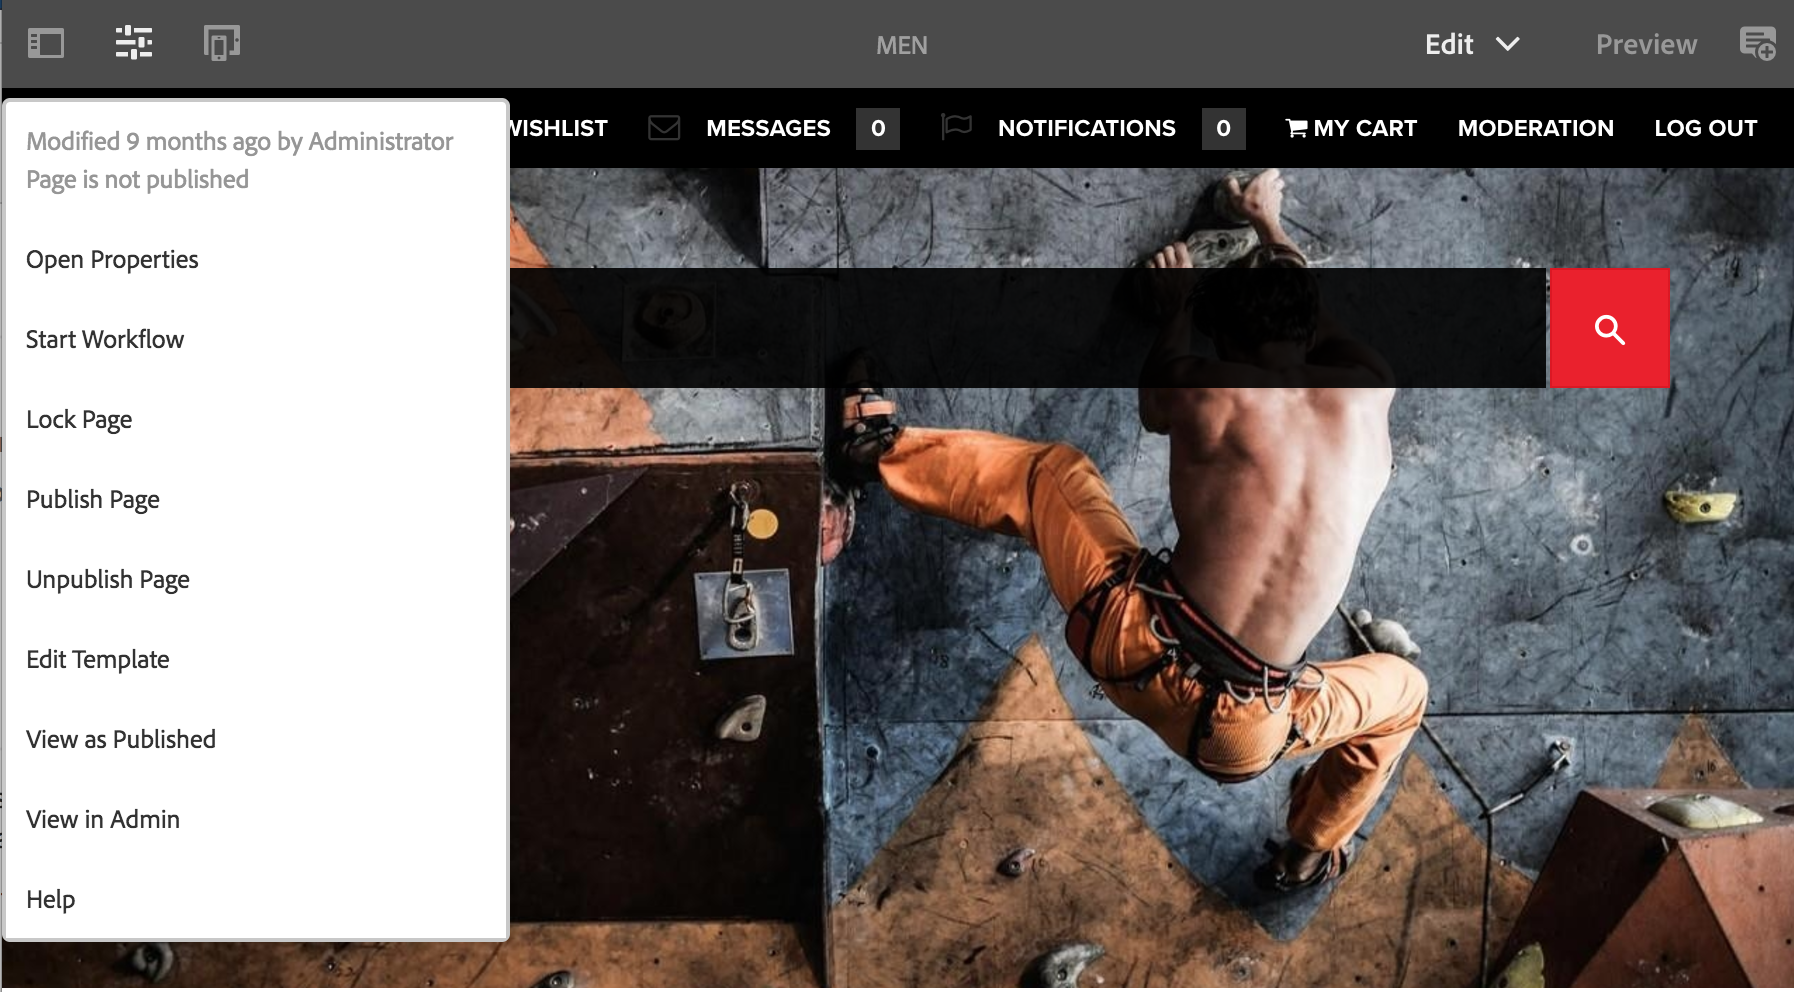 MEN
Edit
Preview
WISHLIST
MESSAGES 0
NOTIFICATIONS 0
MY CART
MODERATION
LOG OUT
Modified 9 months ago by Administrator
Page is not published
Open Properties
Start Workflow
Lock Page
Publish Page
Unpublish Page
Edit Template
View as Published
View in Admin
Help